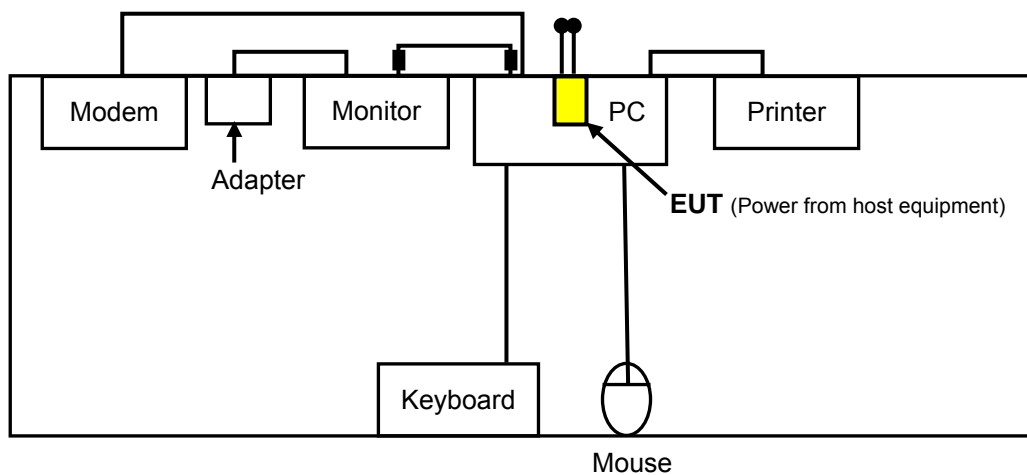 Modem
Monitor
PC
Printer
Adapter
EUT (Power from host equipment)
Keyboard
Mouse